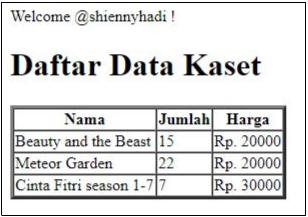 Welcome @shiennyhadi !
Daftar Data Kaset
Nama Jumlah Harga
Beauty and the Beast 15 Rp. 20000
Meteor Garden 22 Rp. 20000
Cinta Fitri season 1-7 7 Rp. 30000